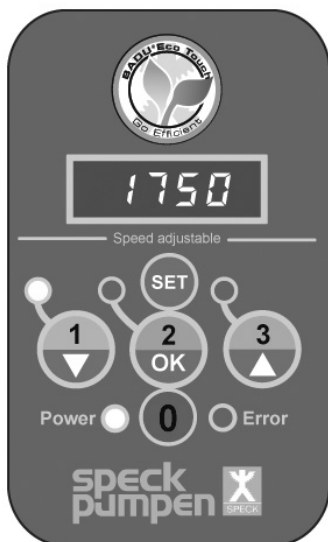 BADU®Eco Touch
Go Efficient
1750
Speed adjustable
SET
1 2 3
OK
Power 0 Error
speck
pumpen
SPECK